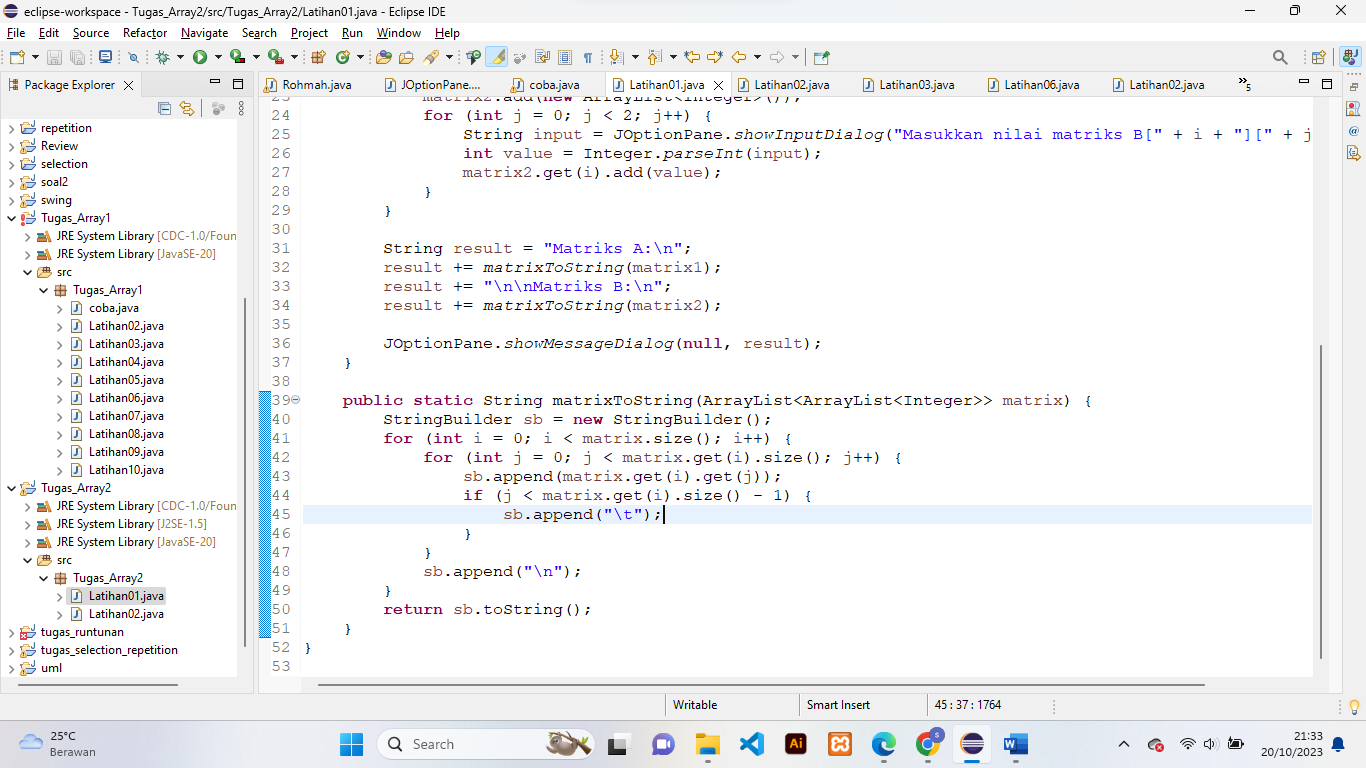 eclipse-workspace - Tugas_Array2/src/Tugas_Array2/Latihan01.java - Eclipse IDE
File Edit Source Refactor Navigate Search Project Run Window Help
Package Explorer
Rohmah.java JOptionPane.... coba.java Latihan01.java Latihan02.java Latihan03.java Latihan06.java Latihan02.java »5
repetition
Review
selection
soal2
swing
Tugas_Array1
JRE System Library [CDC-1.0/Foun
JRE System Library [JavaSE-20]
src
Tugas_Array1
coba.java
Latihan02.java
Latihan03.java
Latihan04.java
Latihan05.java
Latihan06.java
Latihan07.java
Latihan08.java
Latihan09.java
Latihan10.java
Tugas_Array2
JRE System Library [CDC-1.0/Foun
JRE System Library [J2SE-1.5]
JRE System Library [JavaSE-20]
src
Tugas_Array2
Latihan01.java
Latihan02.java
tugas_runtunan
tugas_selection_repetition
uml
23 matrix2.add(new ArrayList<Integer>());
24 for (int j = 0; j < 2; j++) {
25 String input = JOptionPane.showInputDialog("Masukkan nilai matriks B[" + i + "][" + j
26 int value = Integer.parseInt(input);
27 matrix2.get(i).add(value);
28 }
29 }
30
31 String result = "Matriks A:\n";
32 result += matrixToString(matrix1);
33 result += "\n\nMatriks B:\n";
34 result += matrixToString(matrix2);
35
36 JOptionPane.showMessageDialog(null, result);
37 }
38
39 public static String matrixToString(ArrayList<ArrayList<Integer>> matrix) {
40 StringBuilder sb = new StringBuilder();
41 for (int i = 0; i < matrix.size(); i++) {
42 for (int j = 0; j < matrix.get(i).size(); j++) {
43 sb.append(matrix.get(i).get(j));
44 if (j < matrix.get(i).size() - 1) {
45 sb.append("\t");
46 }
47 }
48 sb.append("\n");
49 }
50 return sb.toString();
51 }
52 }
53
Writable Smart Insert 45 : 37 : 1764
25°C
Berawan
Search
Ai
S
W
21:33
20/10/2023